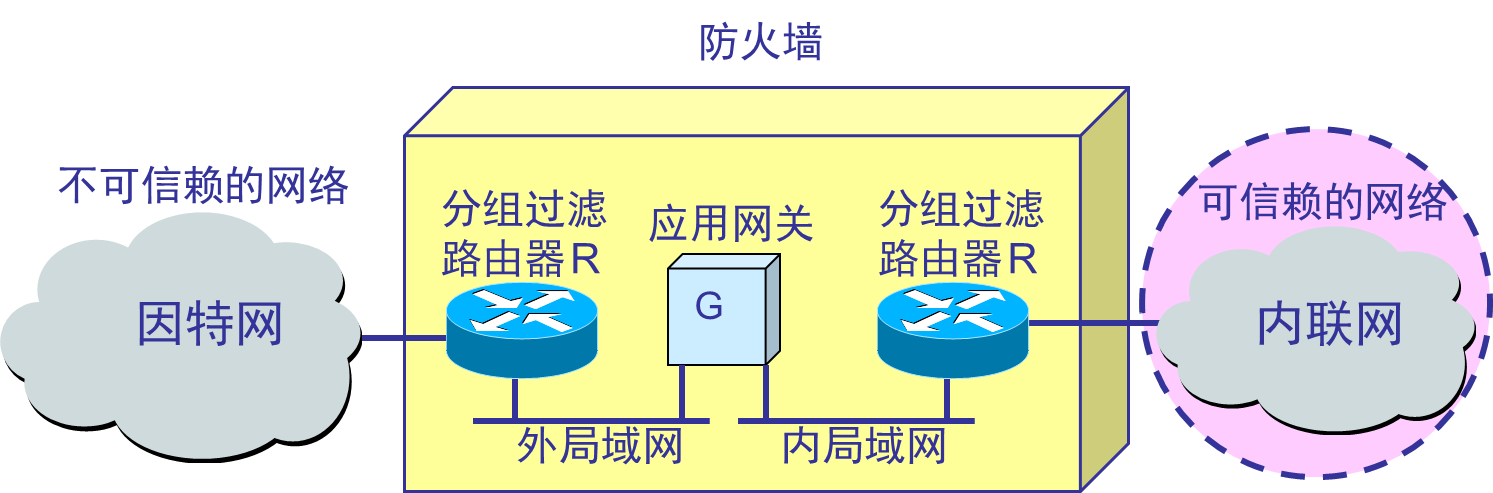 防火墙
不可信赖的网络
分组过滤
路由器R
应用网关
分组过滤
路由器R
可信赖的网络
因特网
G
内联网
外局域网
内局域网